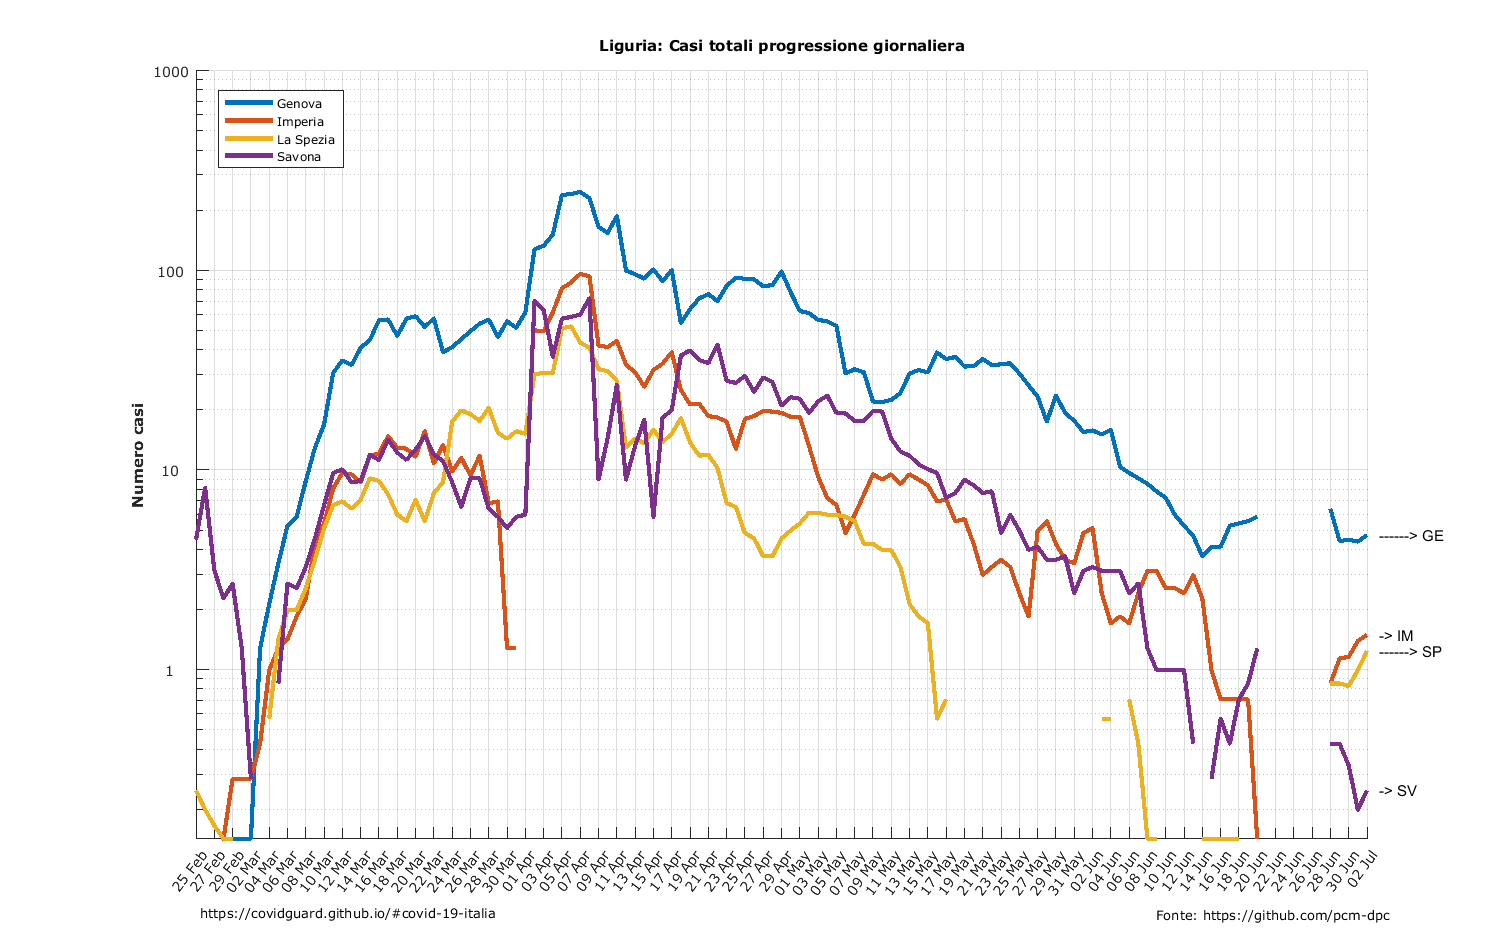 Liguria: Casi totali progressione giornaliera
1000
100
10
1
Numero casi
Genova
Imperia
La Spezia
Savona
------> GE
-> IM
------> SP
-> SV
25 Feb
27 Feb
29 Feb
02 Mar
04 Mar
06 Mar
08 Mar
10 Mar
12 Mar
14 Mar
16 Mar
18 Mar
20 Mar
22 Mar
24 Mar
26 Mar
28 Mar
30 Mar
01 Apr
03 Apr
05 Apr
07 Apr
09 Apr
11 Apr
13 Apr
15 Apr
17 Apr
19 Apr
21 Apr
23 Apr
25 Apr
27 Apr
29 Apr
01 May
03 May
05 May
07 May
09 May
11 May
13 May
15 May
17 May
19 May
21 May
23 May
25 May
27 May
29 May
31 May
02 Jun
04 Jun
06 Jun
08 Jun
10 Jun
12 Jun
14 Jun
16 Jun
18 Jun
20 Jun
22 Jun
24 Jun
26 Jun
28 Jun
30 Jun
02 Jul
https://covidguard.github.io/#covid-19-italia
Fonte: https://github.com/pcm-dpc